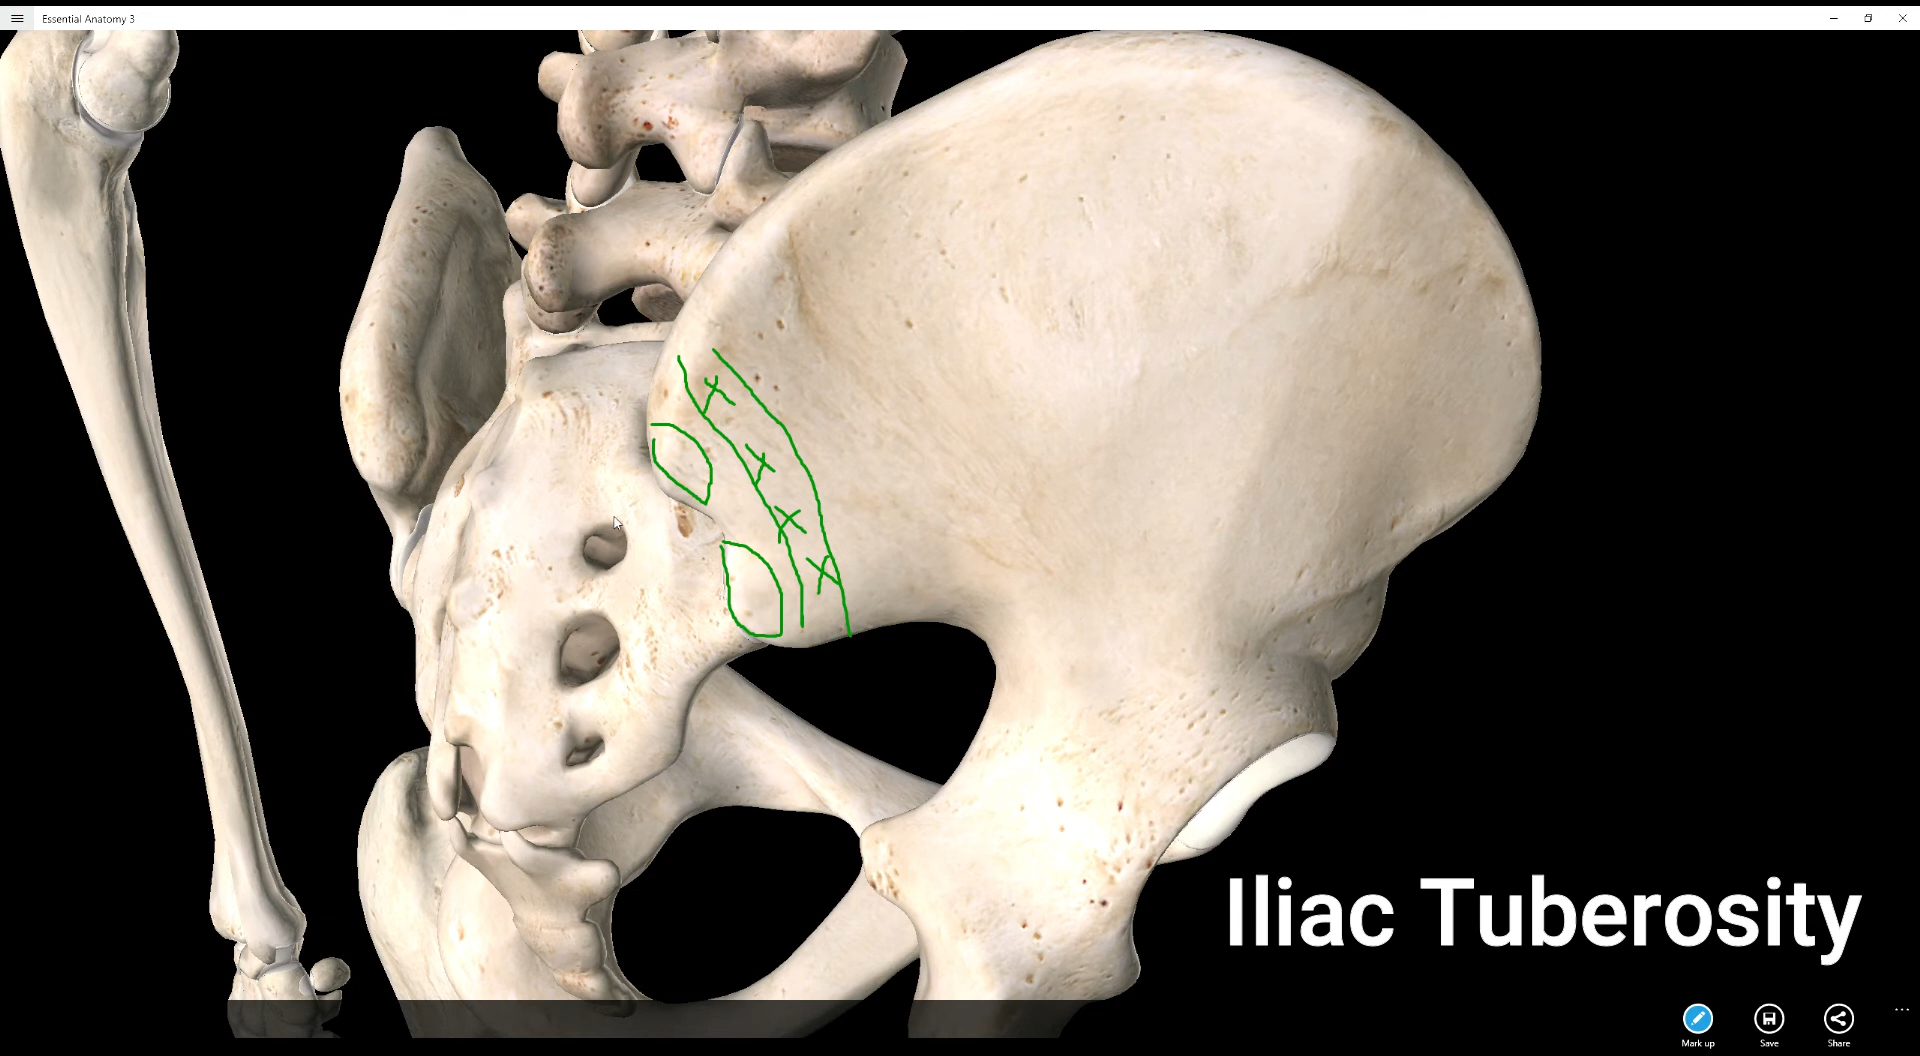 Essential Anatomy 3
Iliac Tuberosity
Mark up
Save
Share